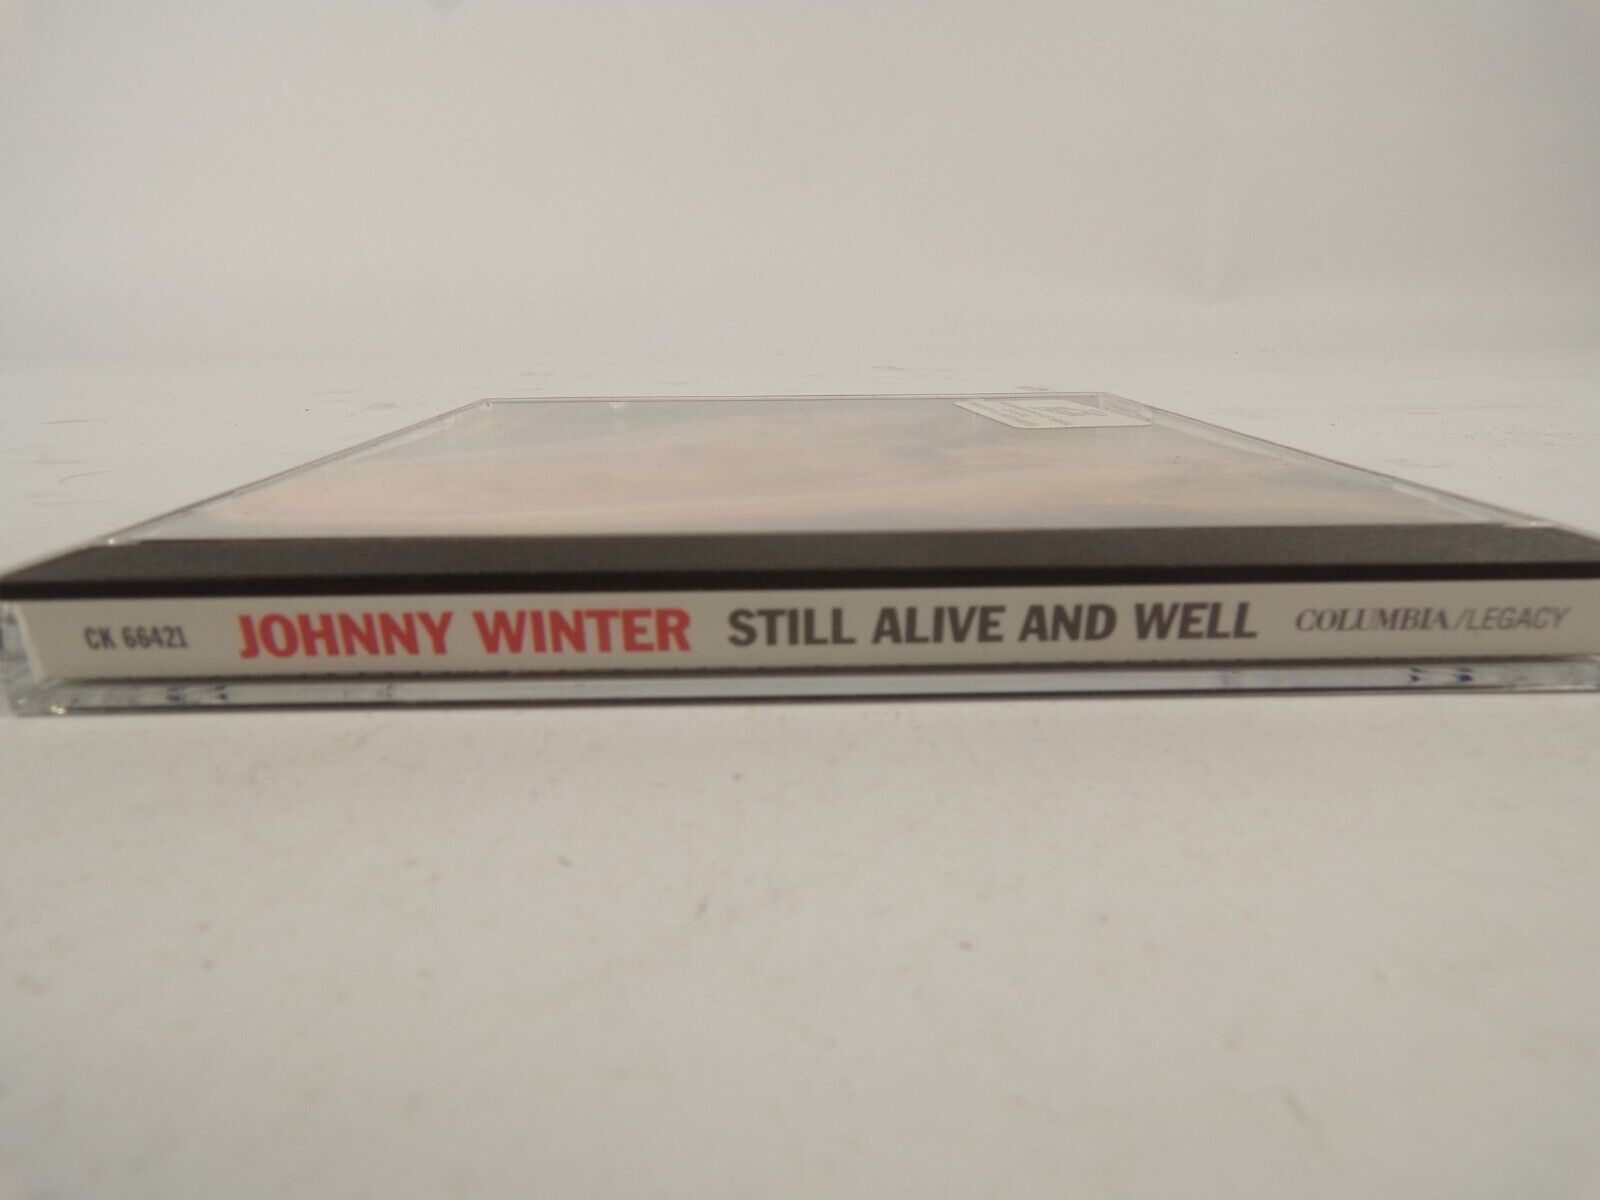 CK 66421 JOHNNY WINTER STILL ALIVE AND WELL COLUMBIA/LEGACY